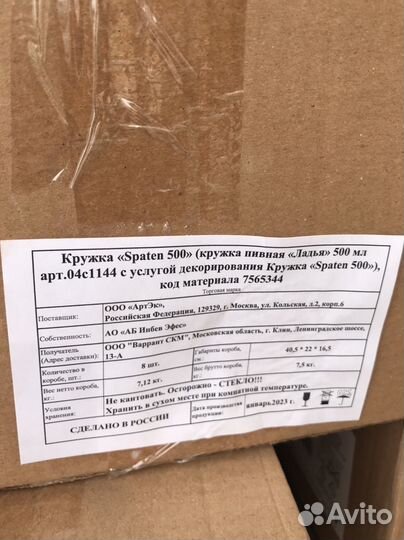 Кружка «Spaten 500» (кружка пивная «Ладья» 500 мл
арт.04с1144 с услугой декорирования Кружка «Spaten 500»),
код материала 7565344
Торговая марка
Поставщик: ООО «АртЭк»,
Российская Федерация, 129329, г. Москва, ул. Кольская, д.2, корп.6
Собственность: АО «АБ Инбев Эфес»
Получатель (Адрес доставки): ООО "Варрант СКМ", Московская область, г. Клин, Ленинградское шоссе,
13-А
Количество в коробе, шт.: 8 шт. Габариты короба, см. 40,5 * 22 * 16,5
Вес нетто короба, кг.: 7,12 кг. Вес брутто короба, кг.: 7,5 кг.
Условия хранения: Не кантовать. Осторожно - СТЕКЛО!!!
Хранить в сухом месте при комнатной температуре.
СДЕЛАНО В РОССИИ Дата производства продукции: январь2023 г.
Avito